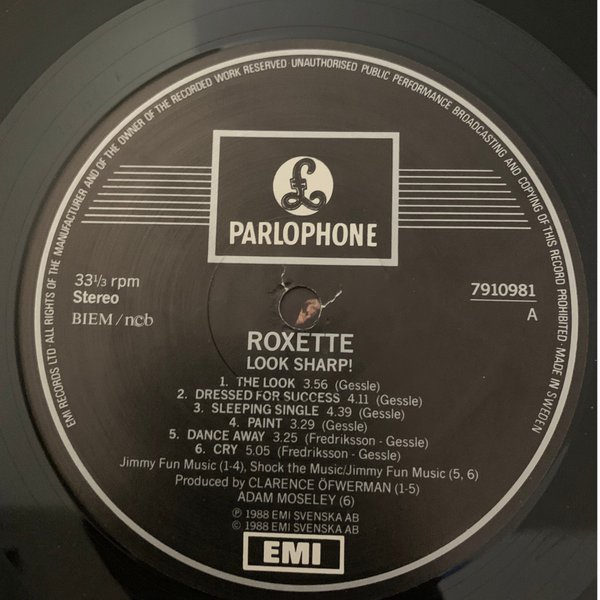 EMI RECORDS LTD· ALL RIGHTS OF THE MANUFACTURER AND OF THE OWNER OF THE RECORDED WORK RESERVED UNAUTHORISED PUBLIC PERFORMANCE BROADCASTING AND COPYING OF THIS RECORD PROHIBITED· MADE IN SWEDEN
£
PARLOPHONE
33⅓ rpm
Stereo
BIEM/ncb
7910981
A
ROXETTE
LOOK SHARP!
1. THE LOOK 3.56 (Gessle)
2. DRESSED FOR SUCCESS 4.11 (Gessle)
3. SLEEPING SINGLE 4.39 (Gessle)
4. PAINT 3.29 (Gessle)
5. DANCE AWAY 3.25 (Fredriksson - Gessle)
6. CRY 5.05 (Fredriksson - Gessle)
Jimmy Fun Music (1-4), Shock the Music/Jimmy Fun Music (5, 6)
Produced by CLARENCE ÖFWERMAN (1-5)
ADAM MOSELEY (6)
℗ 1988 EMI SVENSKA AB
© 1988 EMI SVENSKA AB
EMI